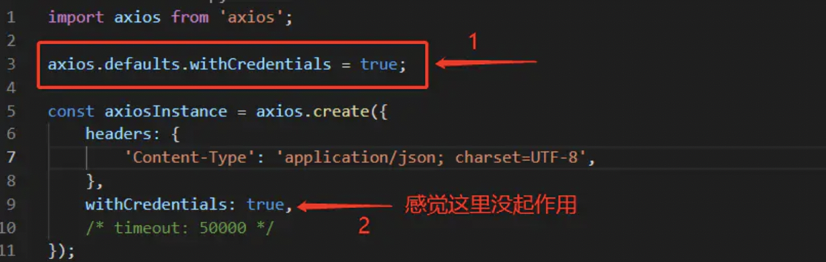 1 import axios from 'axios';
2
1
3 axios.defaults.withCredentials = true;
4
5 const axiosInstance = axios.create({
6 headers: {
7 'Content-Type': 'application/json; charset=UTF-8',
8 },
9 withCredentials: true,
感觉这里没起作用
2
10 /* timeout: 50000 */
11 });